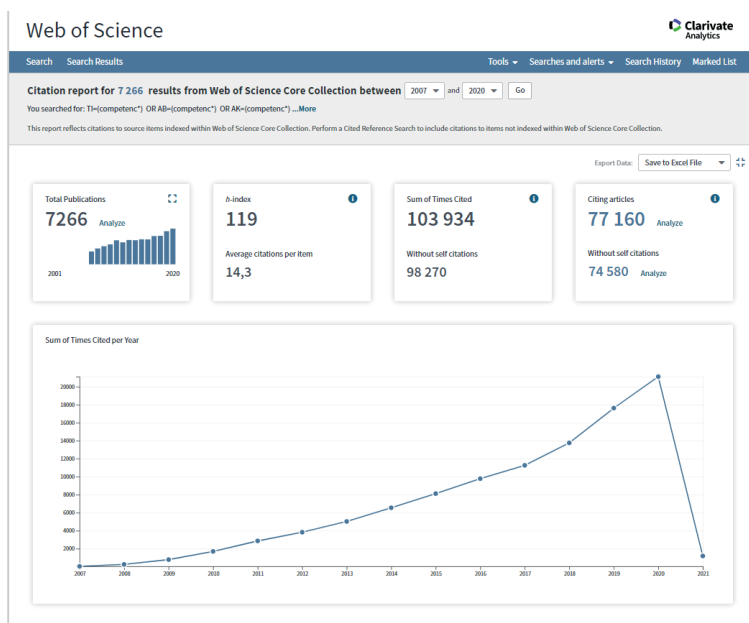 Web of Science
Clarivate
Analytics
Search Search Results Tools Searches and alerts Search History Marked List
Citation report for 7 266 results from Web of Science Core Collection between 2007 and 2020 Go
You searched for: TI=(competenc*) OR AB=(competenc*) OR AK=(competenc*) ...More
This report reflects citations to source items indexed within Web of Science Core Collection. Perform a Cited Reference Search to include citations to items not indexed within Web of Science Core Collection.
Export Data: Save to Excel File
Total Publications
7266 Analyze
2001 2020
h-index
119
Average citations per item
14,3
Sum of Times Cited
103 934
Without self citations
98 270
Citing articles
77 160 Analyze
Without self citations
74 580 Analyze
Sum of Times Cited per Year
20000
18000
16000
14000
12000
10000
8000
6000
4000
2000
2007 2008 2009 2010 2011 2012 2013 2014 2015 2016 2017 2018 2019 2020 2021